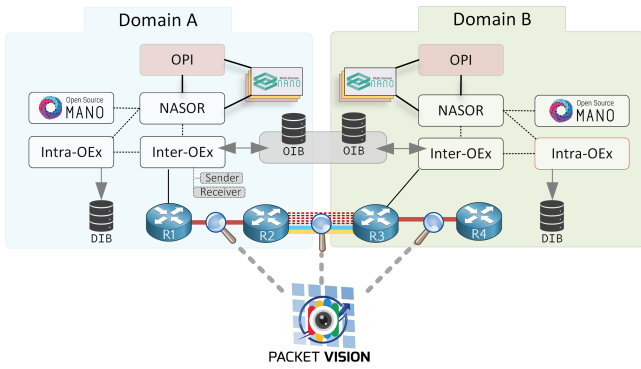 Domain A
Domain B
OPI
OPI
NASOR
NASOR
Open Source
MANO
Open Source
MANO
Intra-OEx
Inter-OEx
OIB
OIB
Inter-OEx
Intra-OEx
Sender
Receiver
DIB
DIB
R1
R2
R3
R4
PACKET VISION